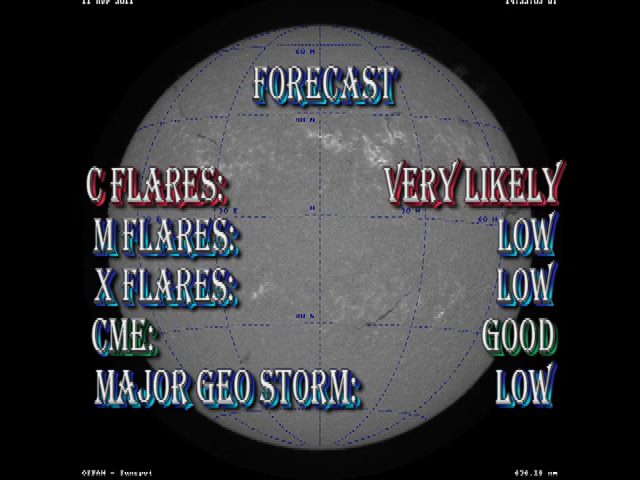 FORECAST
C FLARES: VERY LIKELY
M FLARES: LOW
X FLARES: LOW
CME: GOOD
MAJOR GEO STORM: LOW